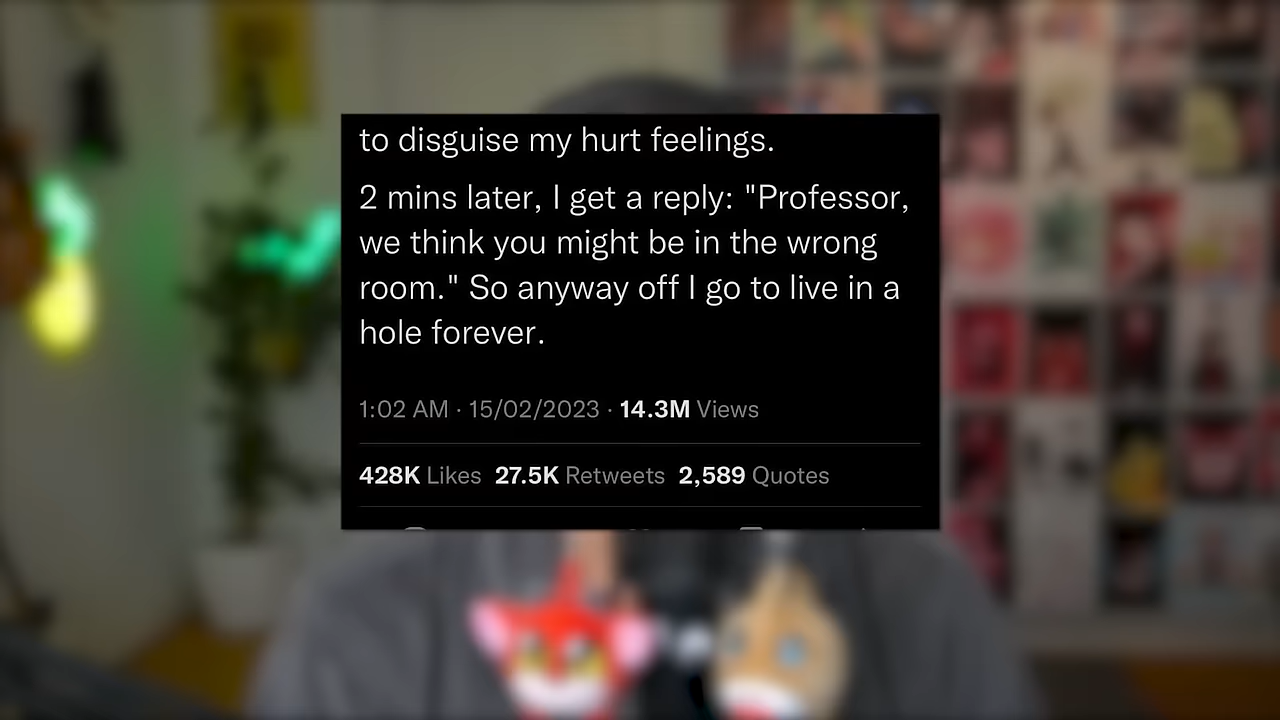 to disguise my hurt feelings.
2 mins later, I get a reply: "Professor,
we think you might be in the wrong
room." So anyway off I go to live in a
hole forever.
1:02 AM · 15/02/2023 · 14.3M Views
428K Likes 27.5K Retweets 2,589 Quotes